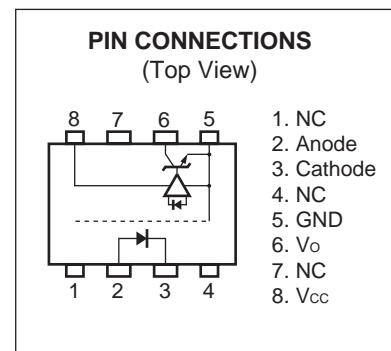 PIN CONNECTIONS
(Top View)
8 7 6 5
1 2 3 4
1. NC
2. Anode
3. Cathode
4. NC
5. GND
6. Vo
7. NC
8. Vcc